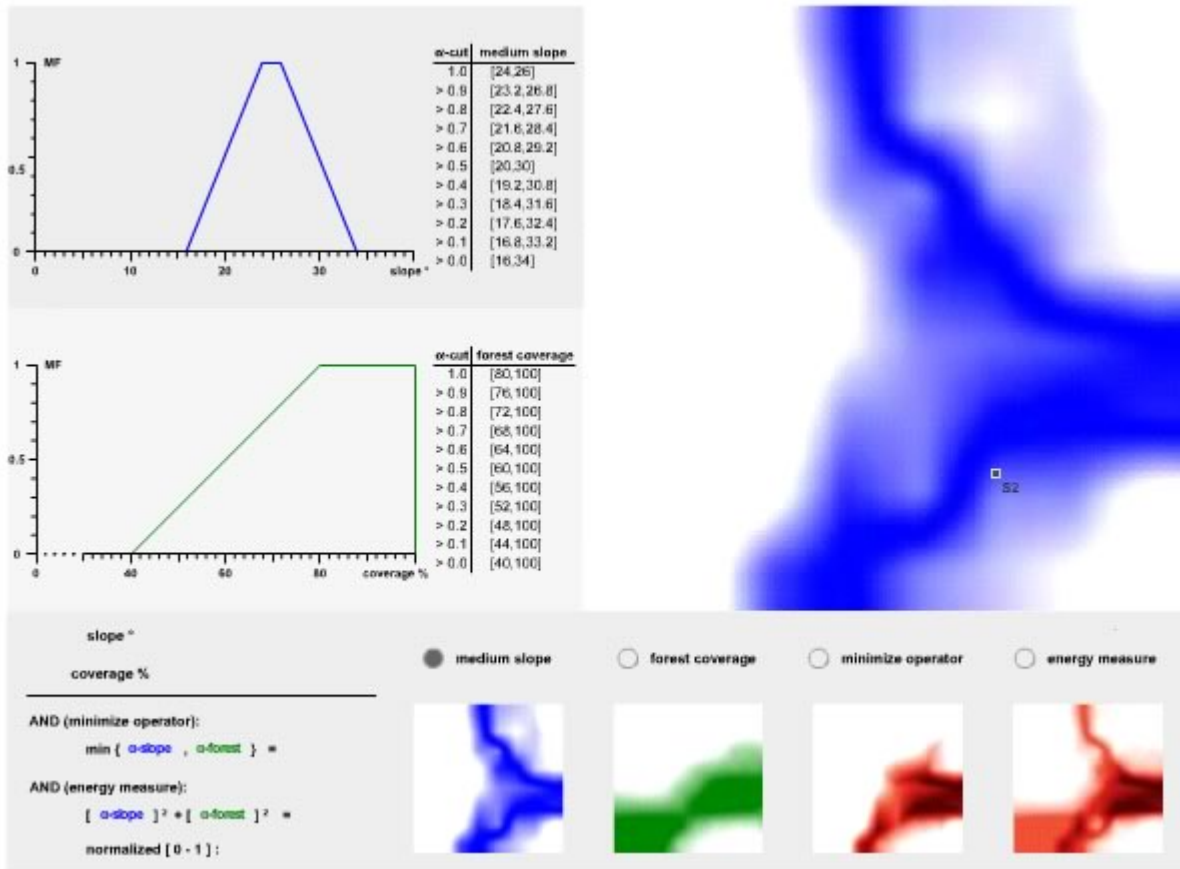 α-cut medium slope
1 MF
1.0 [24,26]
> 0.9 [23.2,26.8]
> 0.8 [22.4,27.6]
> 0.7 [21.6,28.4]
> 0.6 [20.8,29.2]
0.5
> 0.5 [20,30]
> 0.4 [19.2,30.8]
> 0.3 [18.4,31.6]
> 0.2 [17.6,32.4]
> 0.1 [16.8,33.2]
> 0.0 [16,34]
0
0 10 20 30 slope °
α-cut forest coverage
1 MF
1.0 [80,100]
> 0.9 [76,100]
> 0.8 [72,100]
> 0.7 [68,100]
> 0.6 [64,100]
0.5
> 0.5 [60,100]
> 0.4 [56,100]
> 0.3 [52,100]
> 0.2 [48,100]
> 0.1 [44,100]
> 0.0 [40,100]
0
0 40 60 80 coverage %
S2
slope °
coverage %
AND (minimize operator):
min { α-slope , α-forest } =
AND (energy measure):
[ α-slope ] ² + [ α-forest ] ² =
normalized [ 0 - 1 ] :
medium slope
forest coverage
minimize operator
energy measure